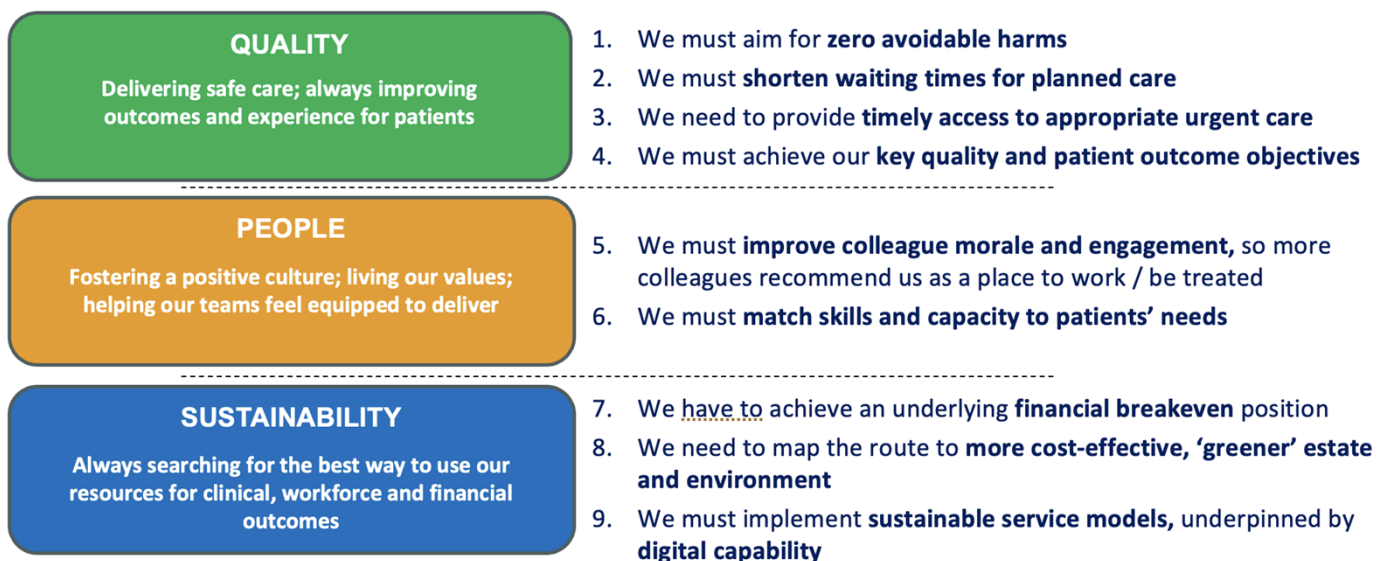 QUALITY
Delivering safe care; always improving
outcomes and experience for patients
1. We must aim for zero avoidable harms
2. We must shorten waiting times for planned care
3. We need to provide timely access to appropriate urgent care
4. We must achieve our key quality and patient outcome objectives
PEOPLE
Fostering a positive culture; living our values;
helping our teams feel equipped to deliver
5. We must improve colleague morale and engagement, so more
colleagues recommend us as a place to work / be treated
6. We must match skills and capacity to patients’ needs
SUSTAINABILITY
Always searching for the best way to use our
resources for clinical, workforce and financial
outcomes
7. We have to achieve an underlying financial breakeven position
8. We need to map the route to more cost-effective, ‘greener’ estate
and environment
9. We must implement sustainable service models, underpinned by
digital capability